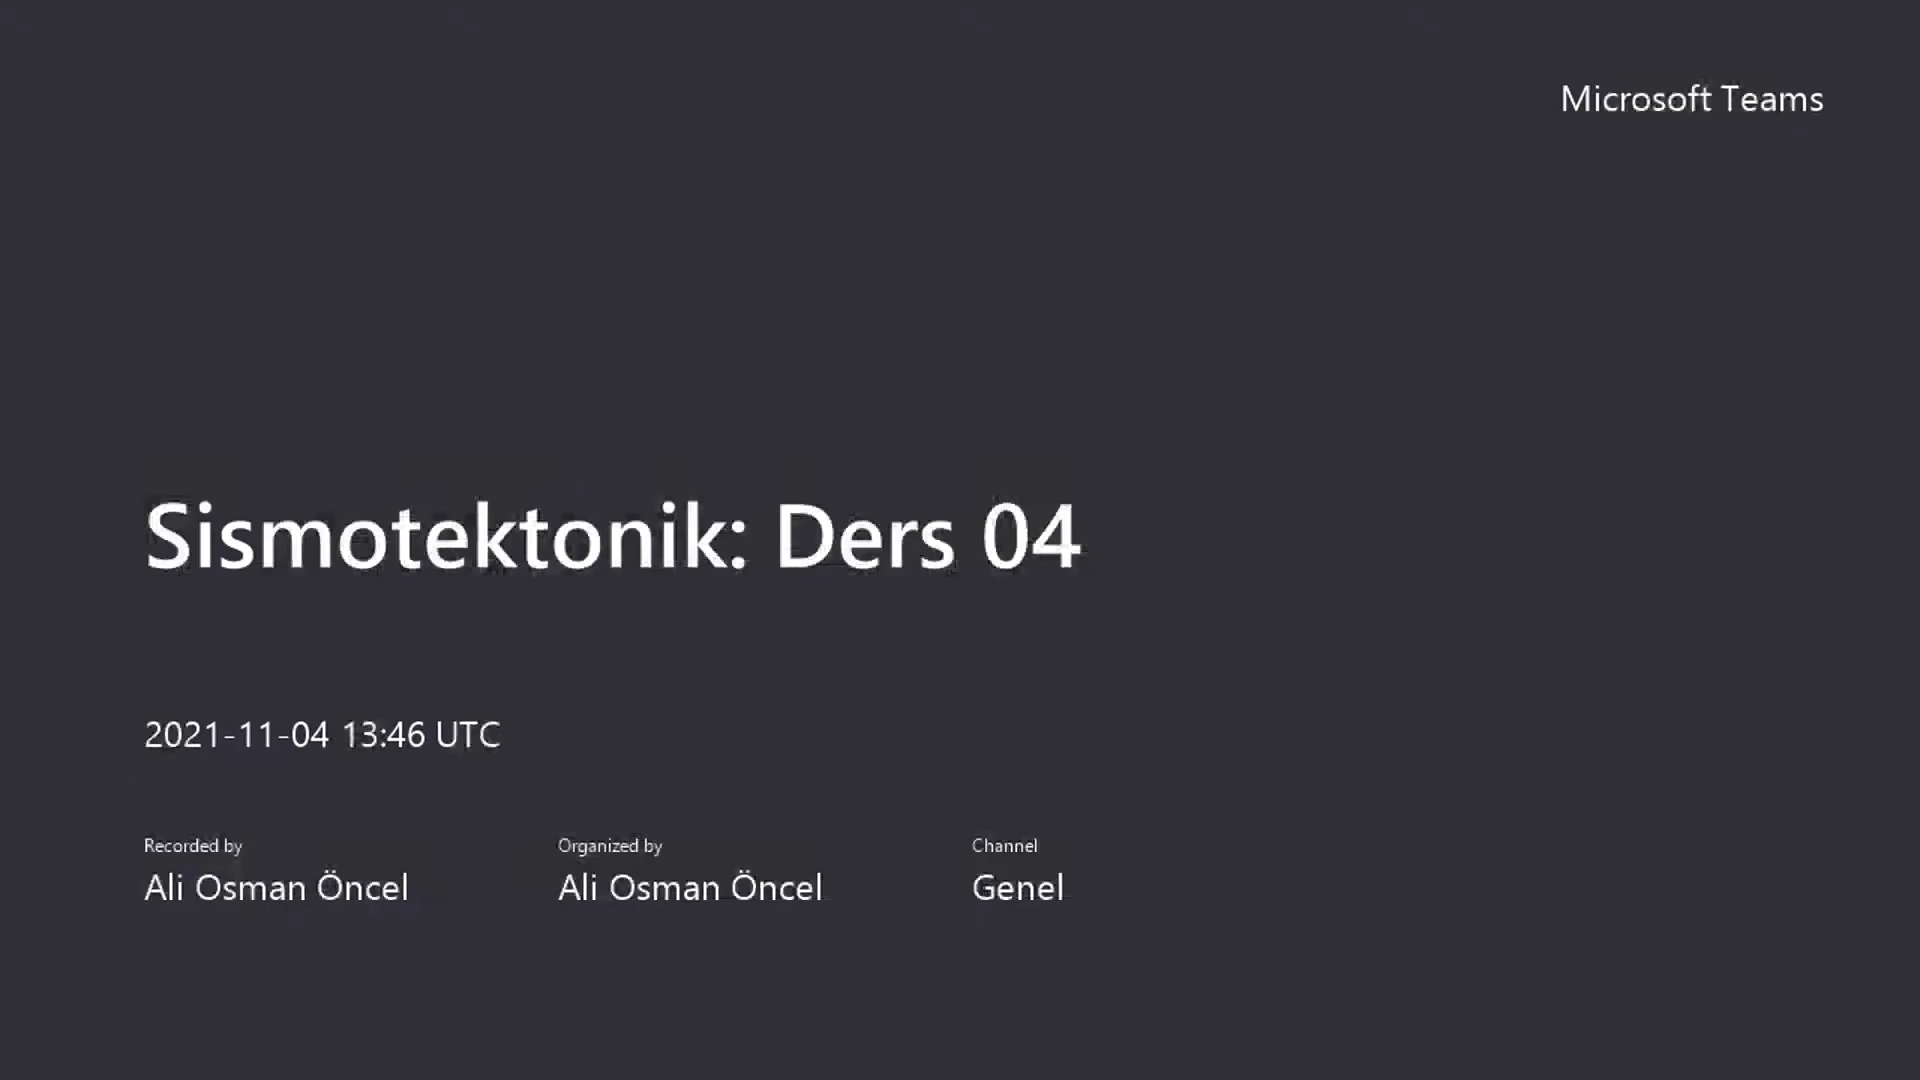 Microsoft Teams
Sismotektonik: Ders 04
2021-11-04 13:46 UTC
Recorded by
Ali Osman Öncel
Organized by
Ali Osman Öncel
Channel
Genel